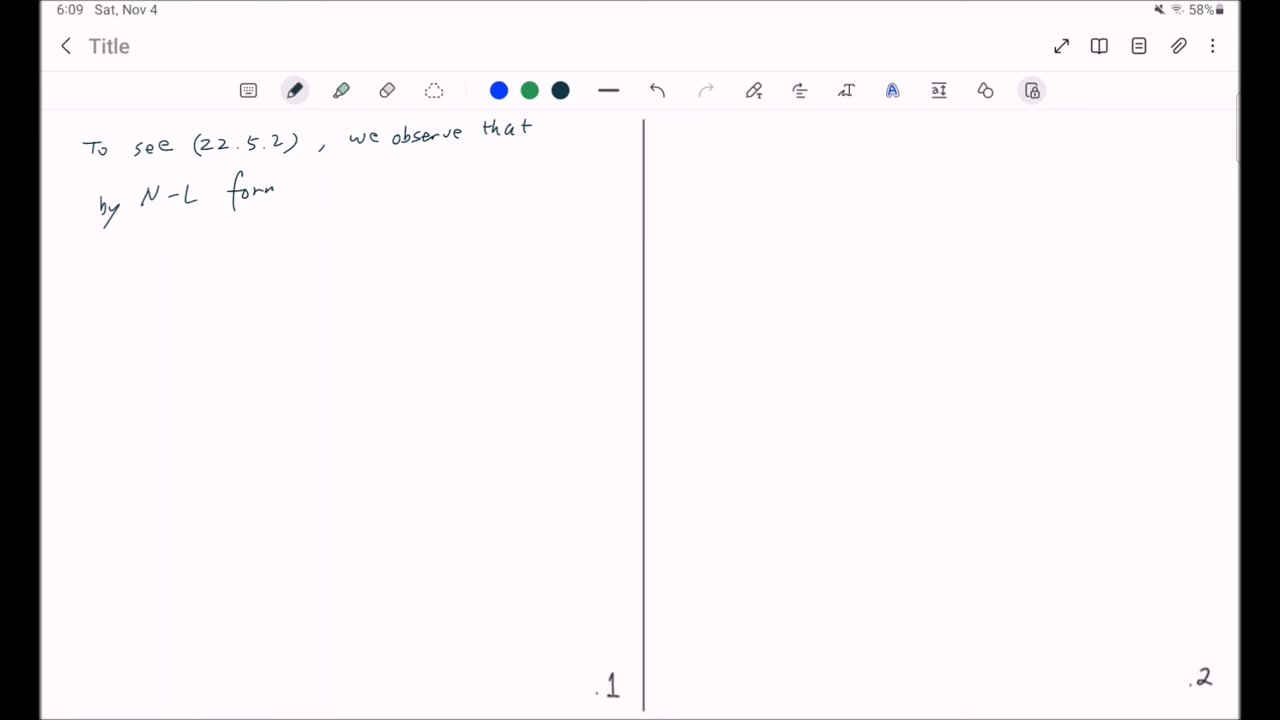 6:09 Sat, Nov 4 58%
Title
To see (22.5.2), we observe that
by N-L form
.1
.2